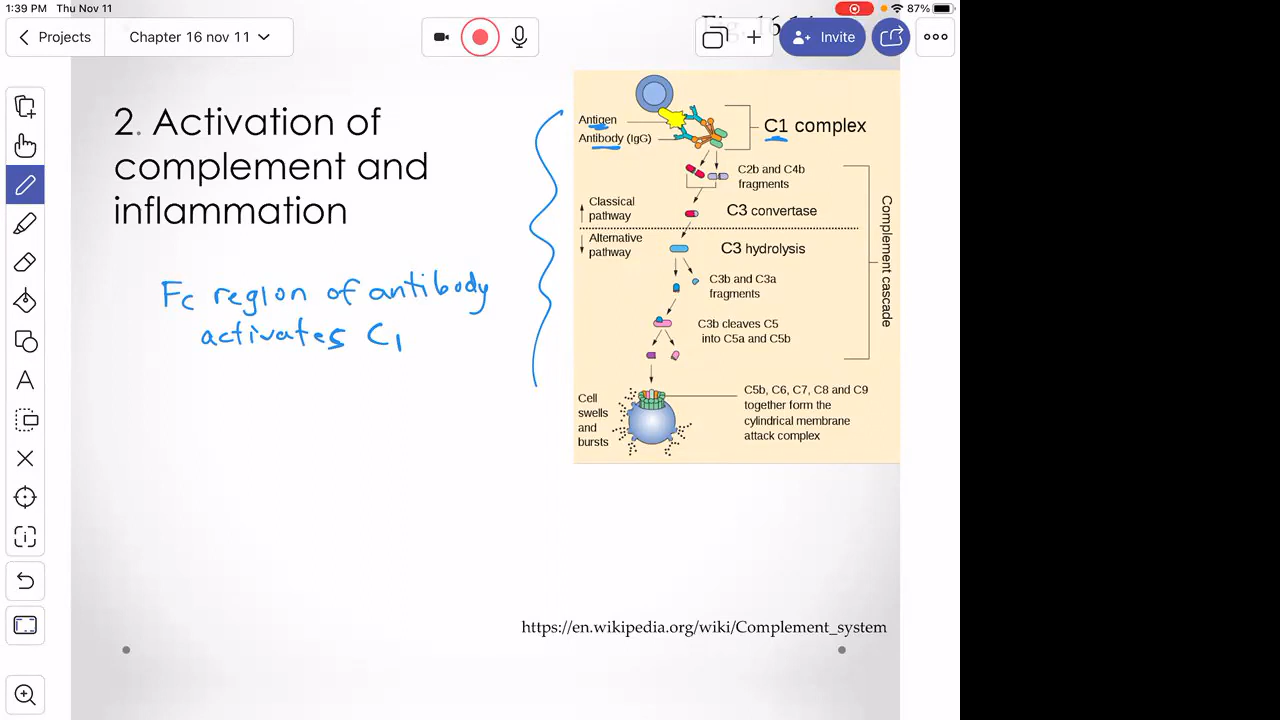 1:39 PM Thu Nov 11
87%
Projects
Chapter 16 nov 11
Invite
2. Activation of
complement and
inflammation
Fc region of antibody
activates C1
Antigen
Antibody (IgG)
C1 complex
C2b and C4b
fragments
Classical
pathway
C3 convertase
Alternative
pathway
C3 hydrolysis
C3b and C3a
fragments
C3b cleaves C5
into C5a and C5b
Complement cascade
Cell
swells
and
bursts
C5b, C6, C7, C8 and C9
together form the
cylindrical membrane
attack complex
https://en.wikipedia.org/wiki/Complement_system